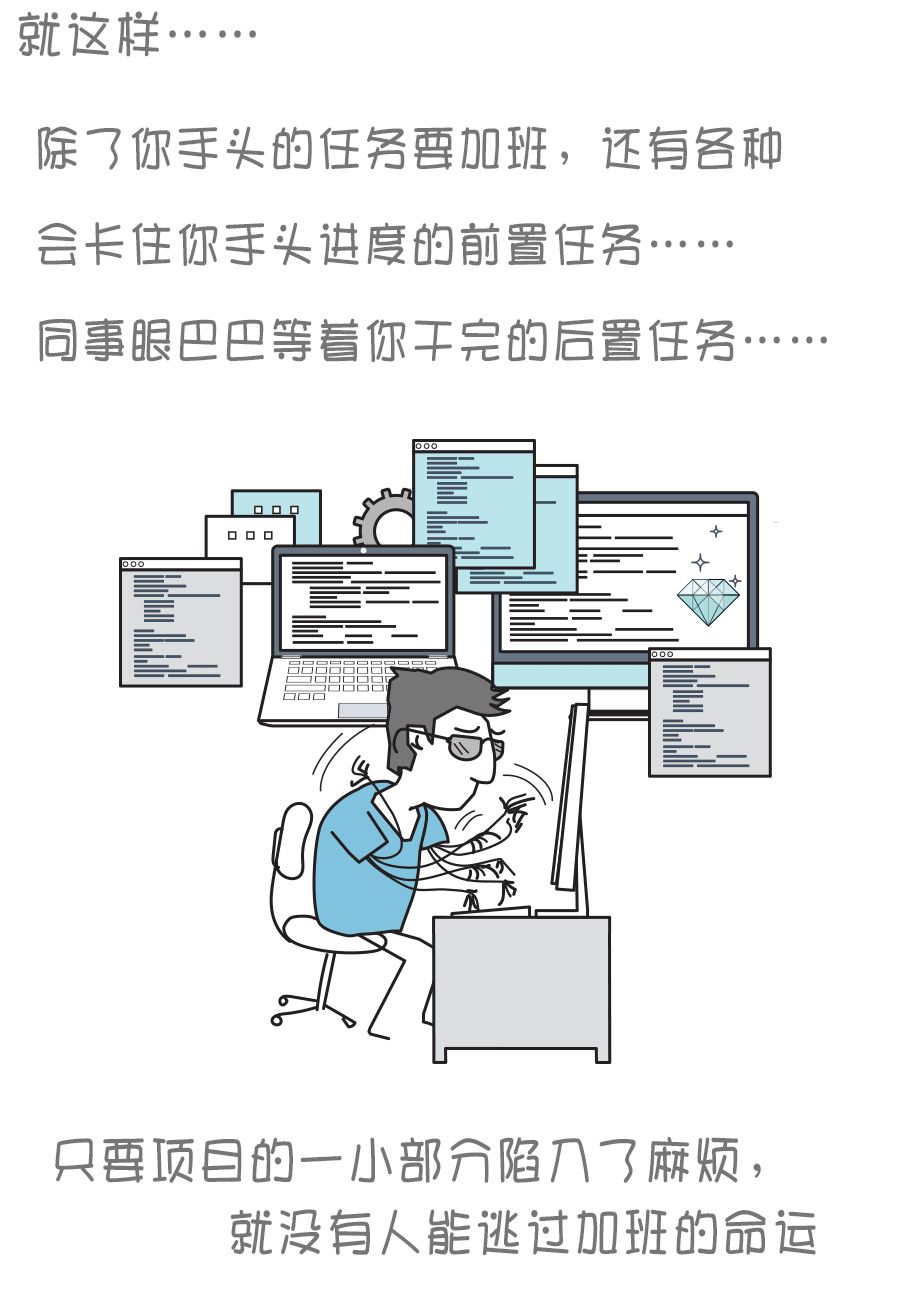 就这样……
除了你手头的任务要加班，还有各种
会卡住你手头进度的前置任务……
同事眼巴巴等着你干完的后置任务……
只要项目的一小部分陷入了麻烦，
就没有人能逃过加班的命运